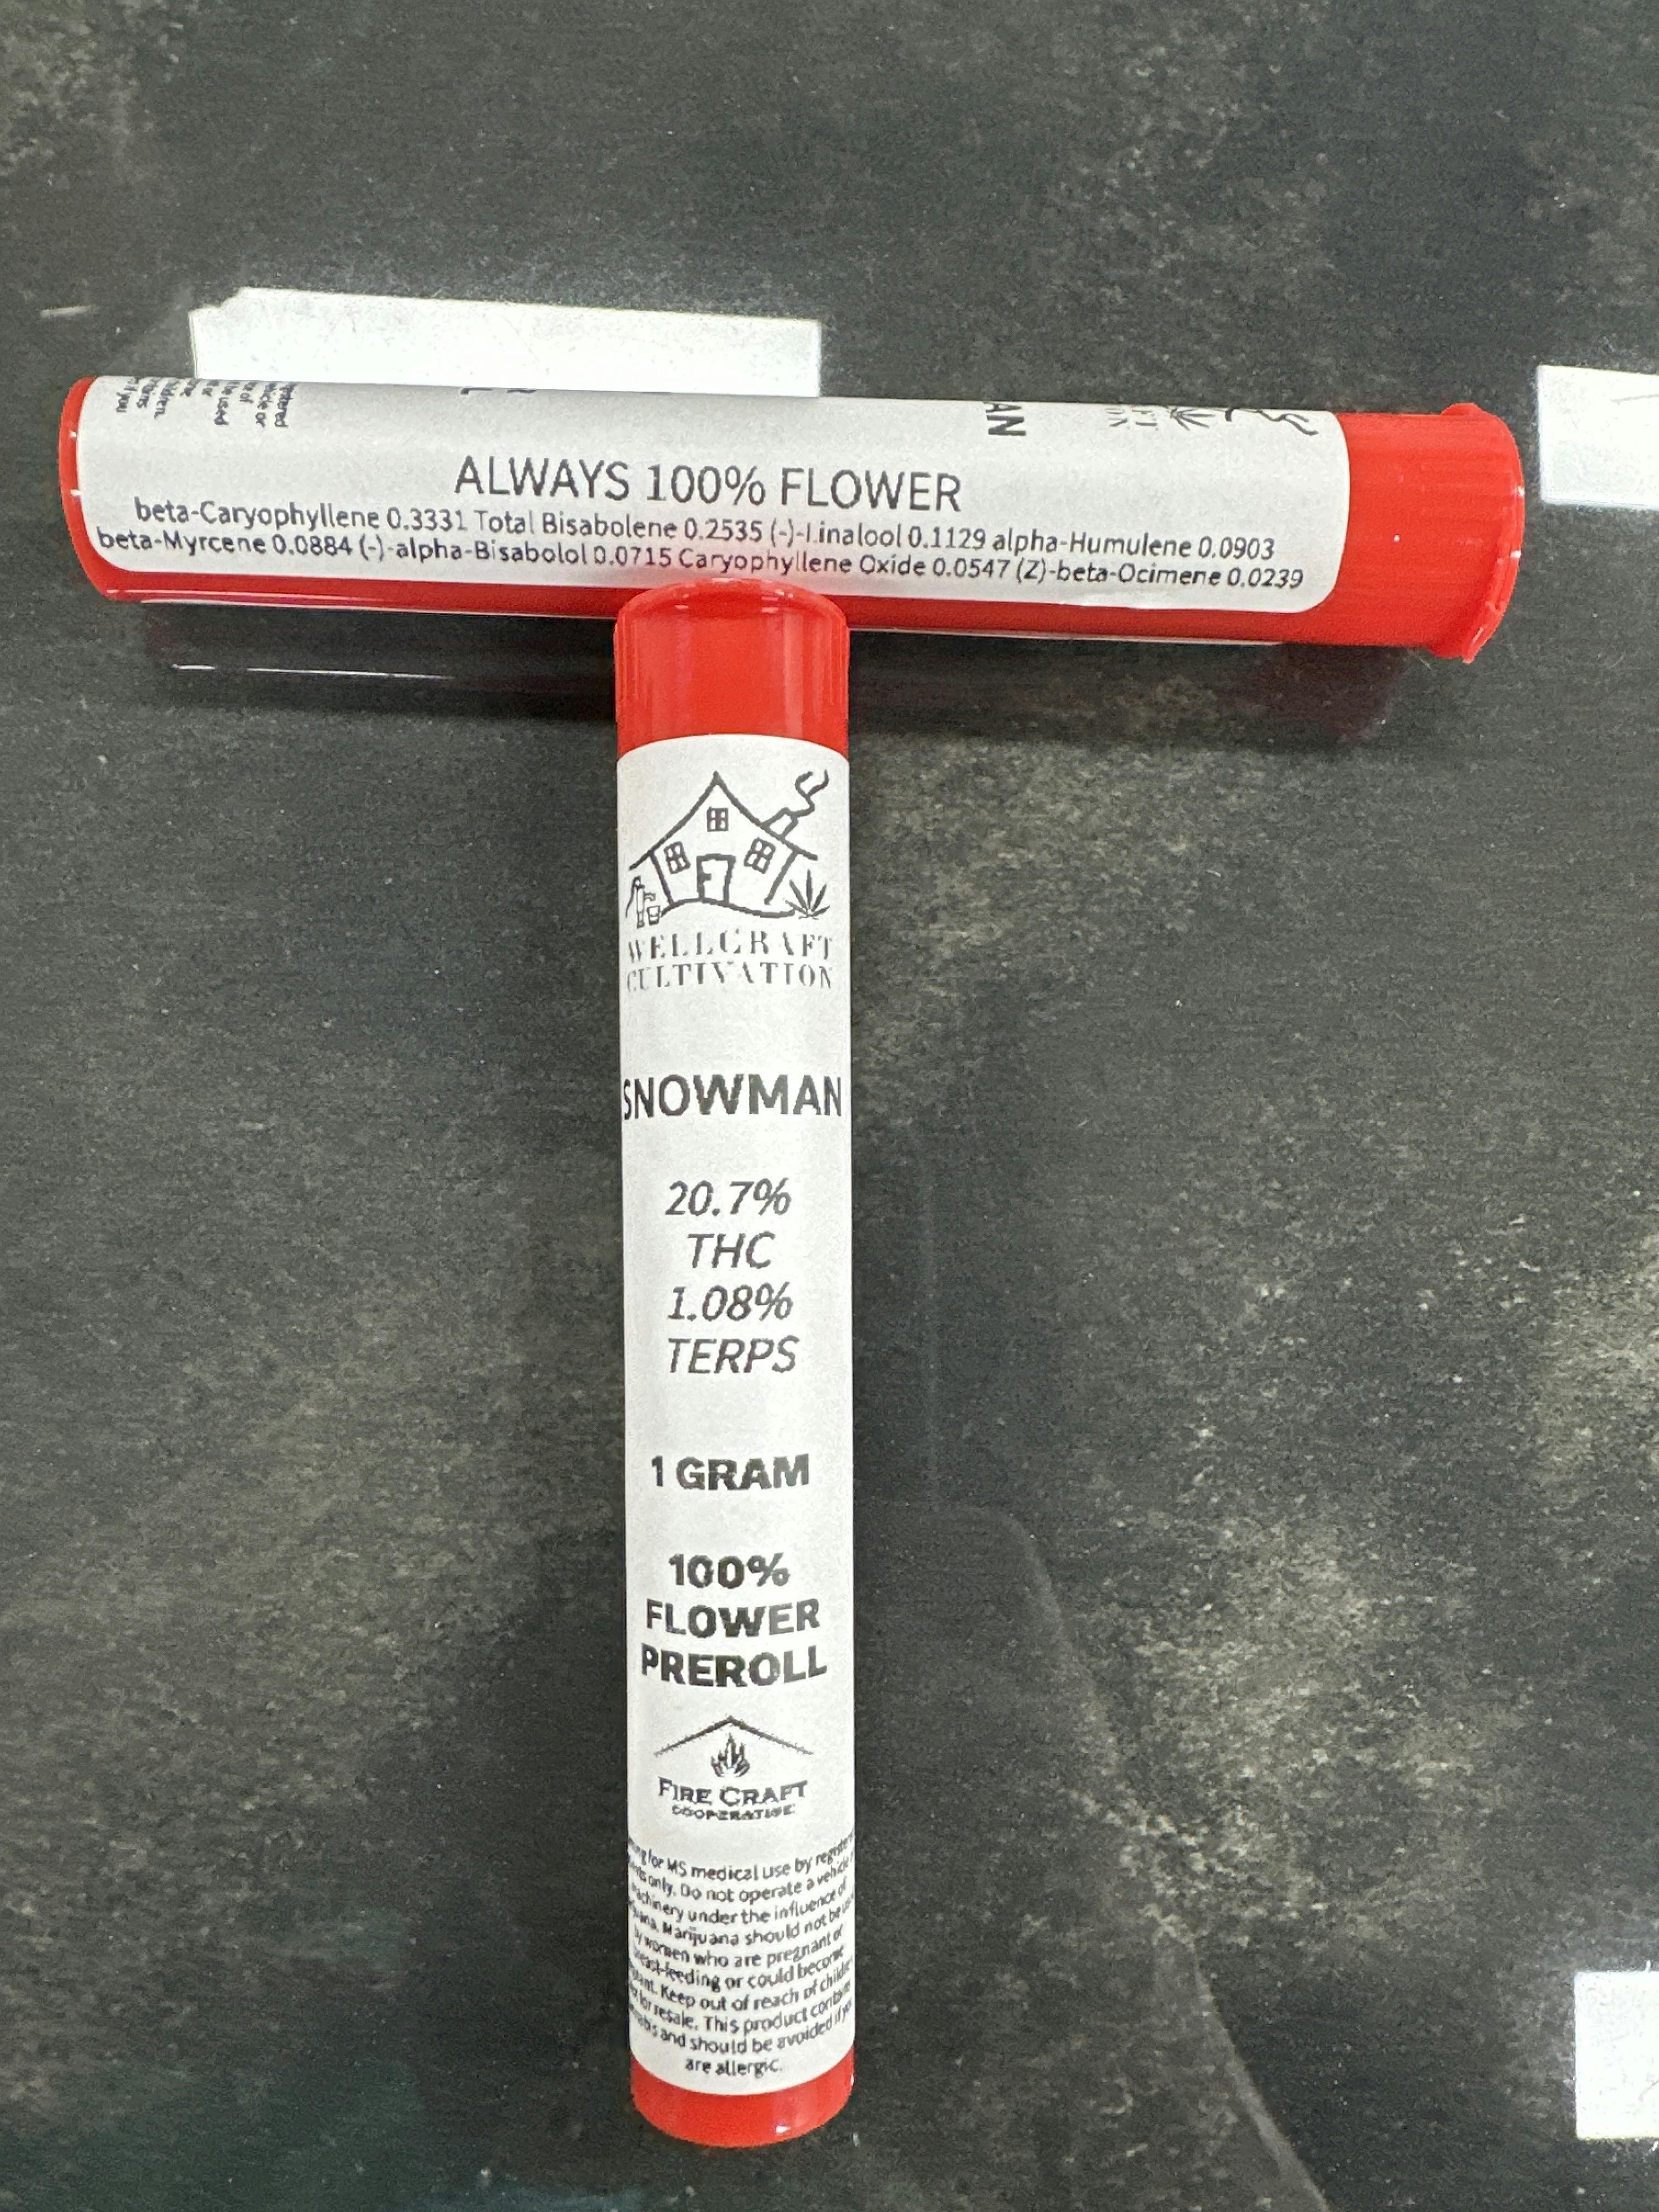 ALWAYS 100% FLOWER
beta-Caryophyllene 0.3331 Total Bisabolene 0.2535 (-)-Linalool 0.1129 alpha-Humulene 0.0903
beta-Myrcene 0.0884 (-)-alpha-Bisabolol 0.0715 Caryophyllene Oxide 0.0547 (Z)-beta-Ocimene 0.0239
WELLCRAFT
CULTIVATION
SNOWMAN
20.7%
THC
1.08%
TERPS
1 GRAM
100%
FLOWER
PREROLL
FIRE CRAFT
COOPERATIVE
for MS medical use by
only. Do not operate a vehicle
machinery under the influence of
Marijuana should not be
by women who are pregnant or
breast-feeding or could become
Keep out of reach of
for resale. This product
and should be avoided if you
are allergic.